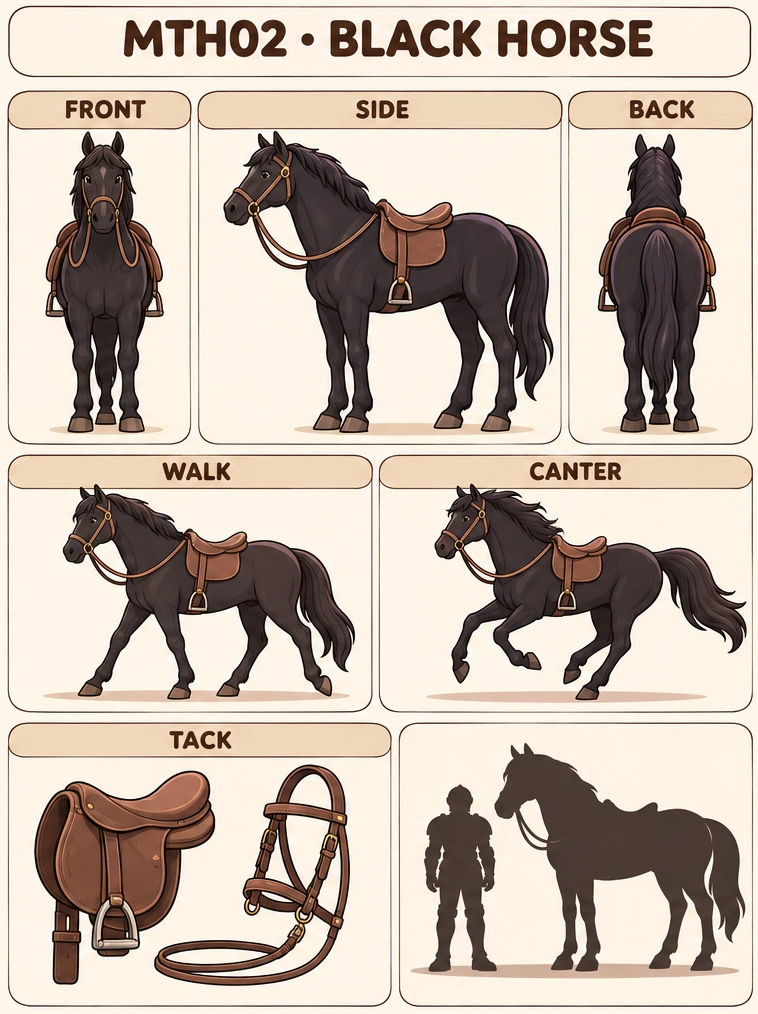 MTH02 • BLACK HORSE
FRONT
SIDE
BACK
WALK
CANTER
TACK